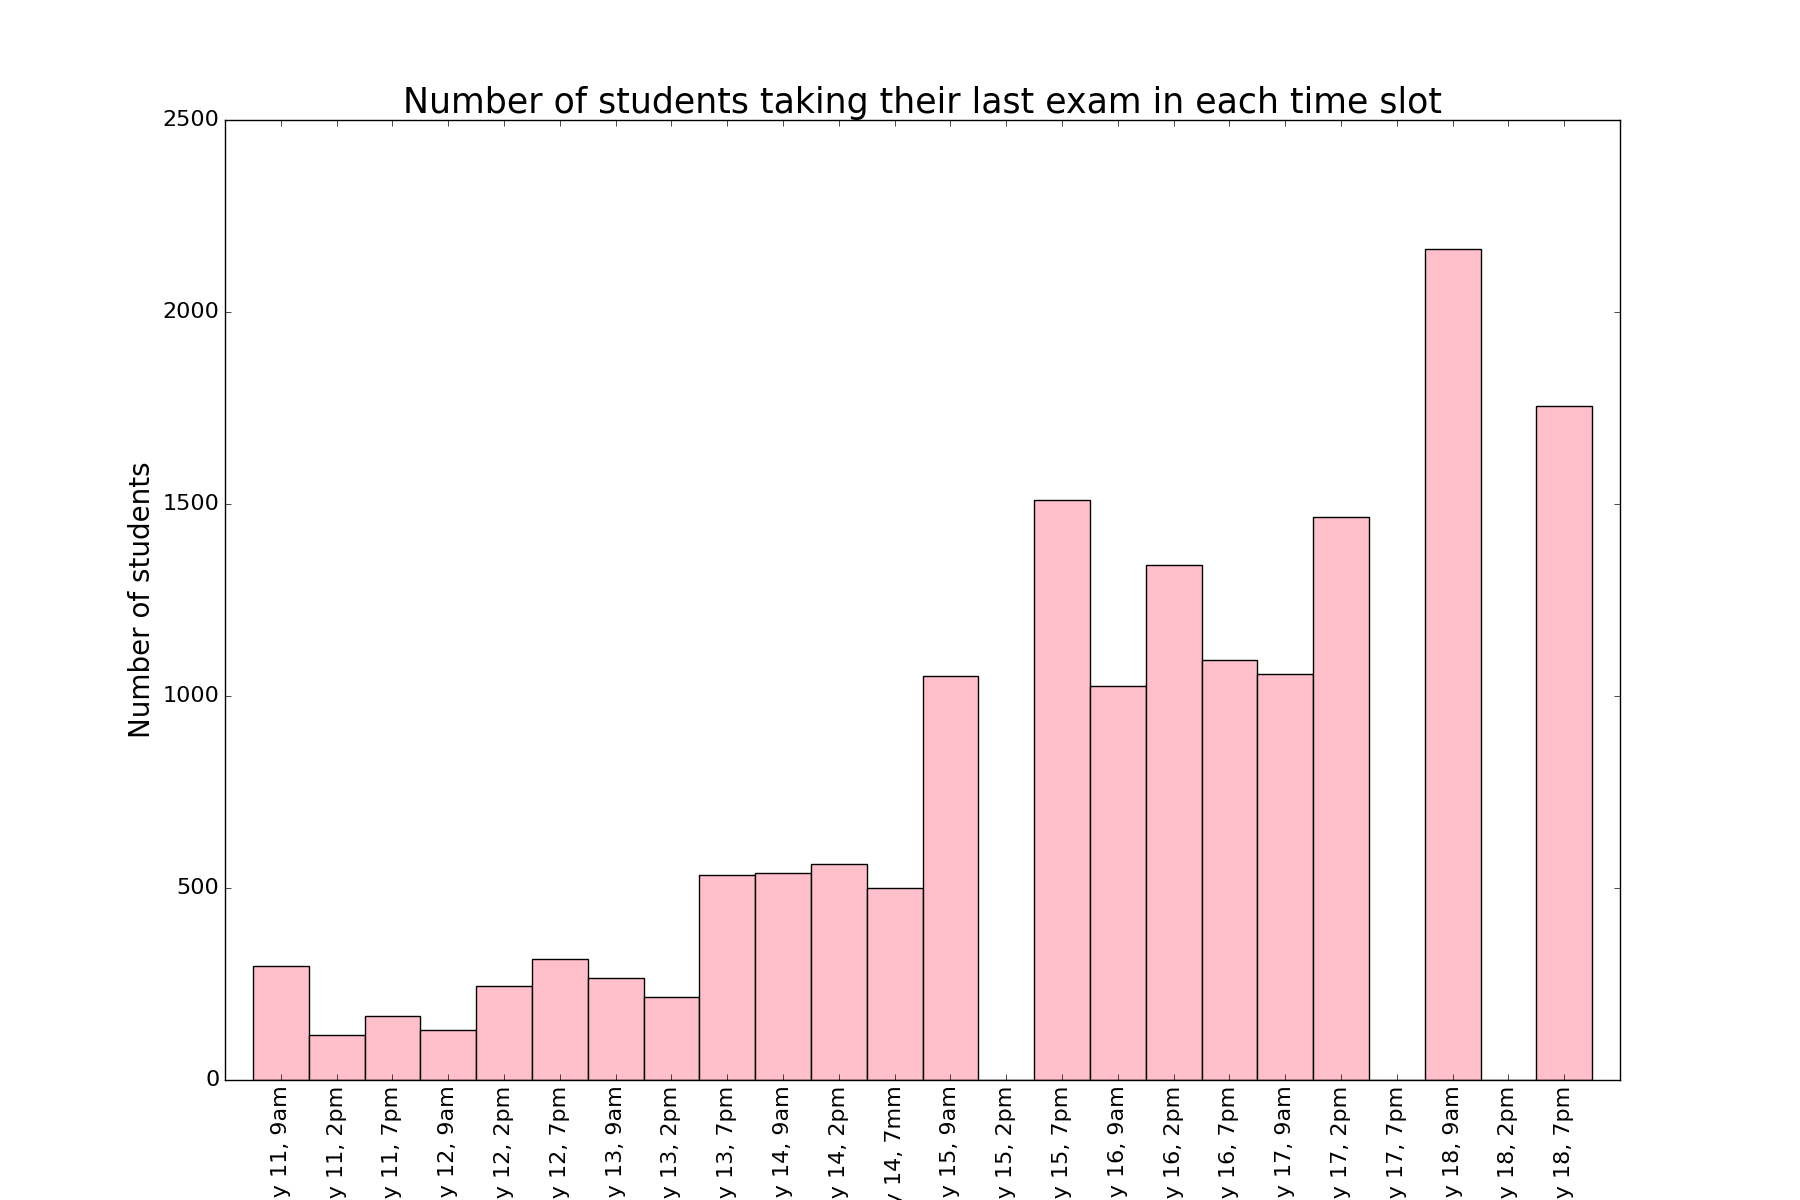 Number of students taking their last exam in each time slot
Number of students
2500
2000
1500
1000
500
0
y 11, 9am
y 11, 2pm
y 11, 7pm
y 12, 9am
y 12, 2pm
y 12, 7pm
y 13, 9am
y 13, 2pm
y 13, 7pm
y 14, 9am
y 14, 2pm
y 14, 7mm
y 15, 9am
y 15, 2pm
y 15, 7pm
y 16, 9am
y 16, 2pm
y 16, 7pm
y 17, 9am
y 17, 2pm
y 17, 7pm
y 18, 9am
y 18, 2pm
y 18, 7pm